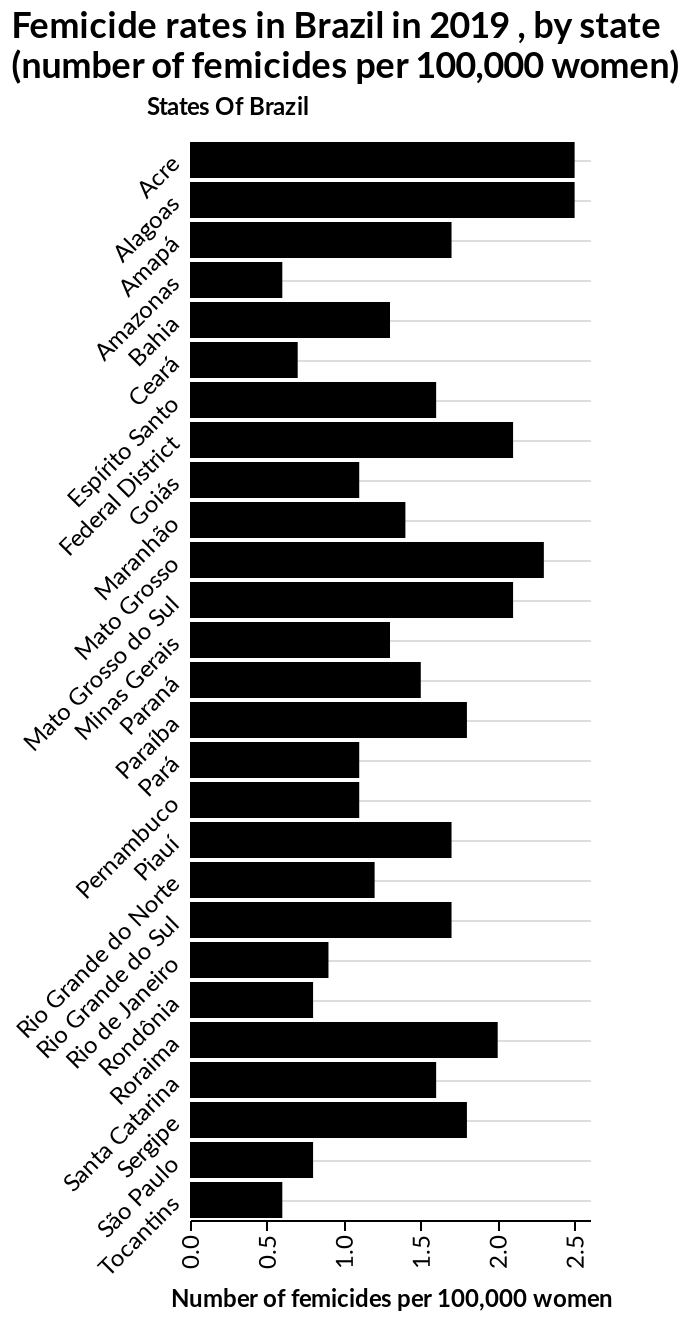 Femicide rates in Brazil in 2019 , by state
(number of femicides per 100,000 women)
States Of Brazil
Acre
Alagoas
Amapá
Amazonas
Bahia
Ceará
Espírito Santo
Federal District
Goiás
Maranhão
Mato Grosso
Mato Grosso do Sul
Minas Gerais
Paraná
Paraíba
Pará
Pernambuco
Piauí
Rio Grande do Norte
Rio Grande do Sul
Rio de Janeiro
Rondônia
Roraima
Santa Catarina
Sergipe
São Paulo
Tocantins
0.0
0.5
1.0
1.5
2.0
2.5
Number of femicides per 100,000 women